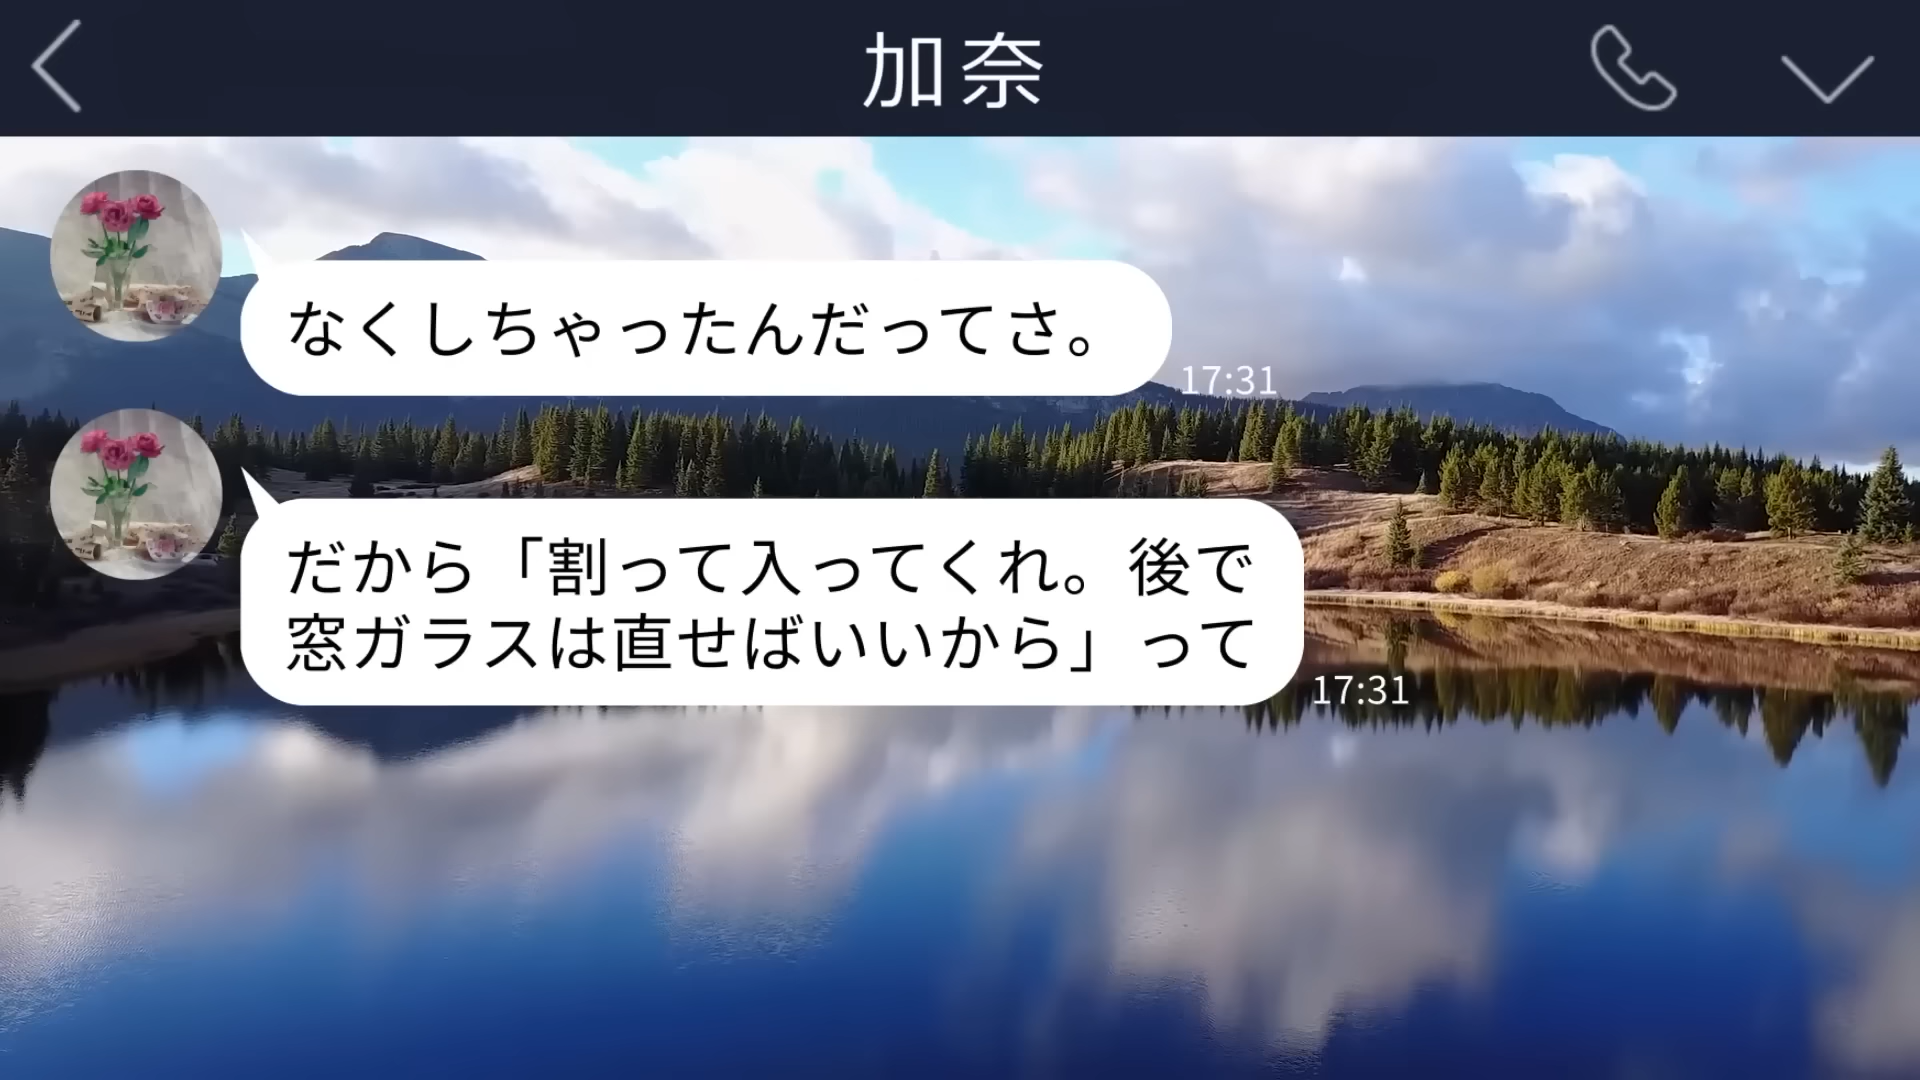 加奈
なくしちゃったんだってさ。
17:31
だから「割って入ってくれ。後で
窓ガラスは直せばいいから」って
17:31